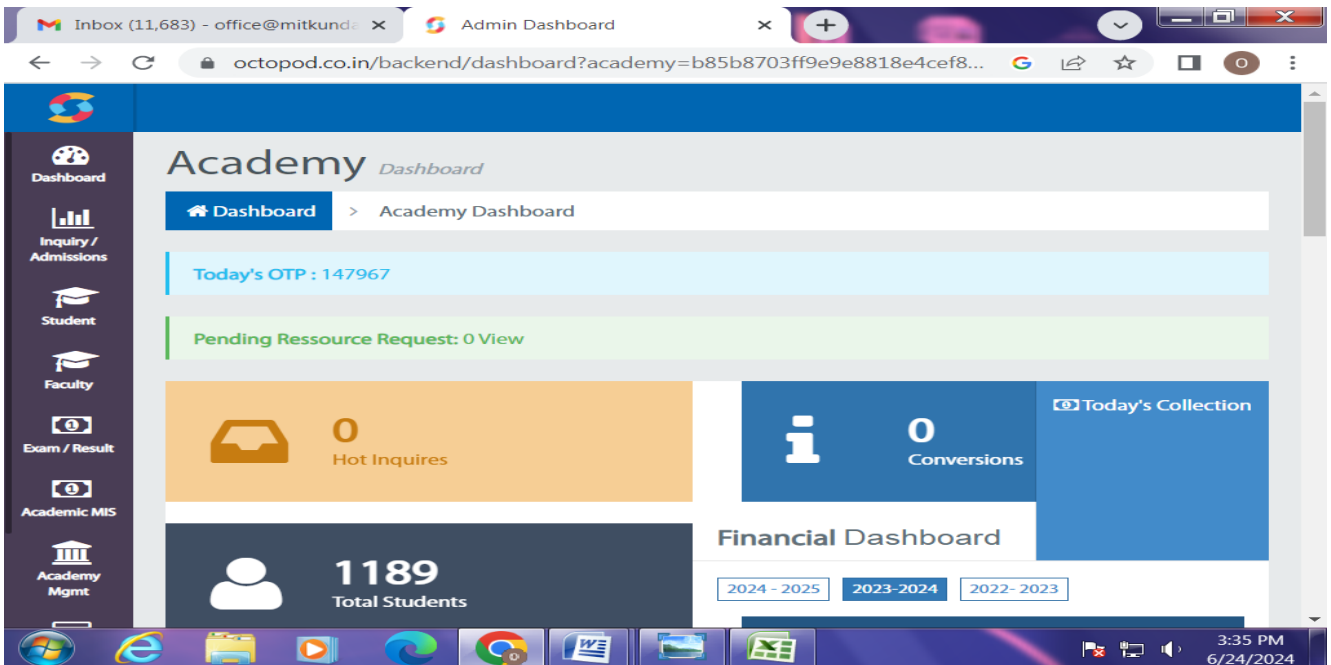 Inbox (11,683) - office@mitkunda
Admin Dashboard
octopod.co.in/backend/dashboard?academy=b85b8703ff9e9e8818e4cef8...
O
Academy Dashboard
Dashboard > Academy Dashboard
Today's OTP : 147967
Pending Ressource Request: 0 View
Dashboard
Inquiry /
Admissions
Student
Faculty
Exam / Result
Academic MIS
Academy
Mgmt
0
Hot Inquires
0
Conversions
Today's Collection
1189
Total Students
Financial Dashboard
2024 - 2025
2023-2024
2022- 2023
3:35 PM
6/24/2024